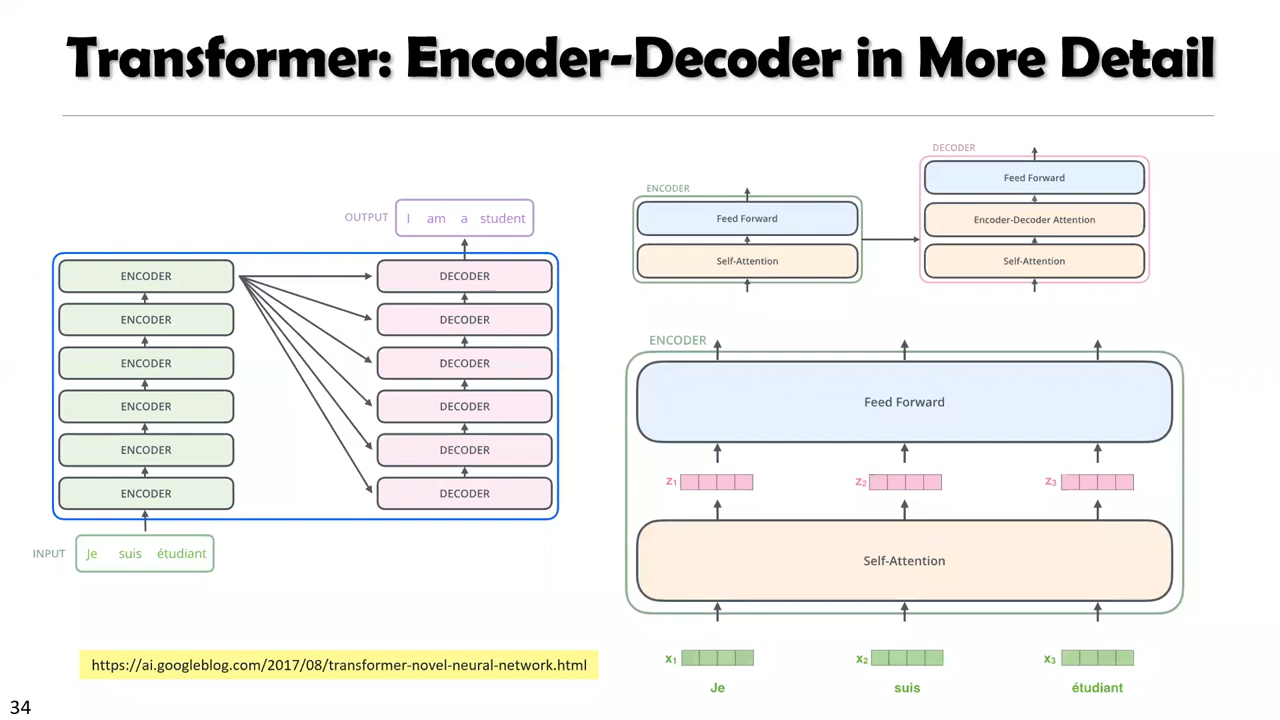 Transformer: Encoder-Decoder in More Detail
OUTPUT I am a student
ENCODER DECODER
ENCODER DECODER
ENCODER DECODER
ENCODER DECODER
ENCODER DECODER
ENCODER DECODER
INPUT Je suis étudiant
https://ai.googleblog.com/2017/08/transformer-novel-neural-network.html
34
ENCODER
Feed Forward
Self-Attention
DECODER
Feed Forward
Encoder-Decoder Attention
Self-Attention
ENCODER
Feed Forward
z1 z2 z3
Self-Attention
x1 x2 x3
Je suis étudiant